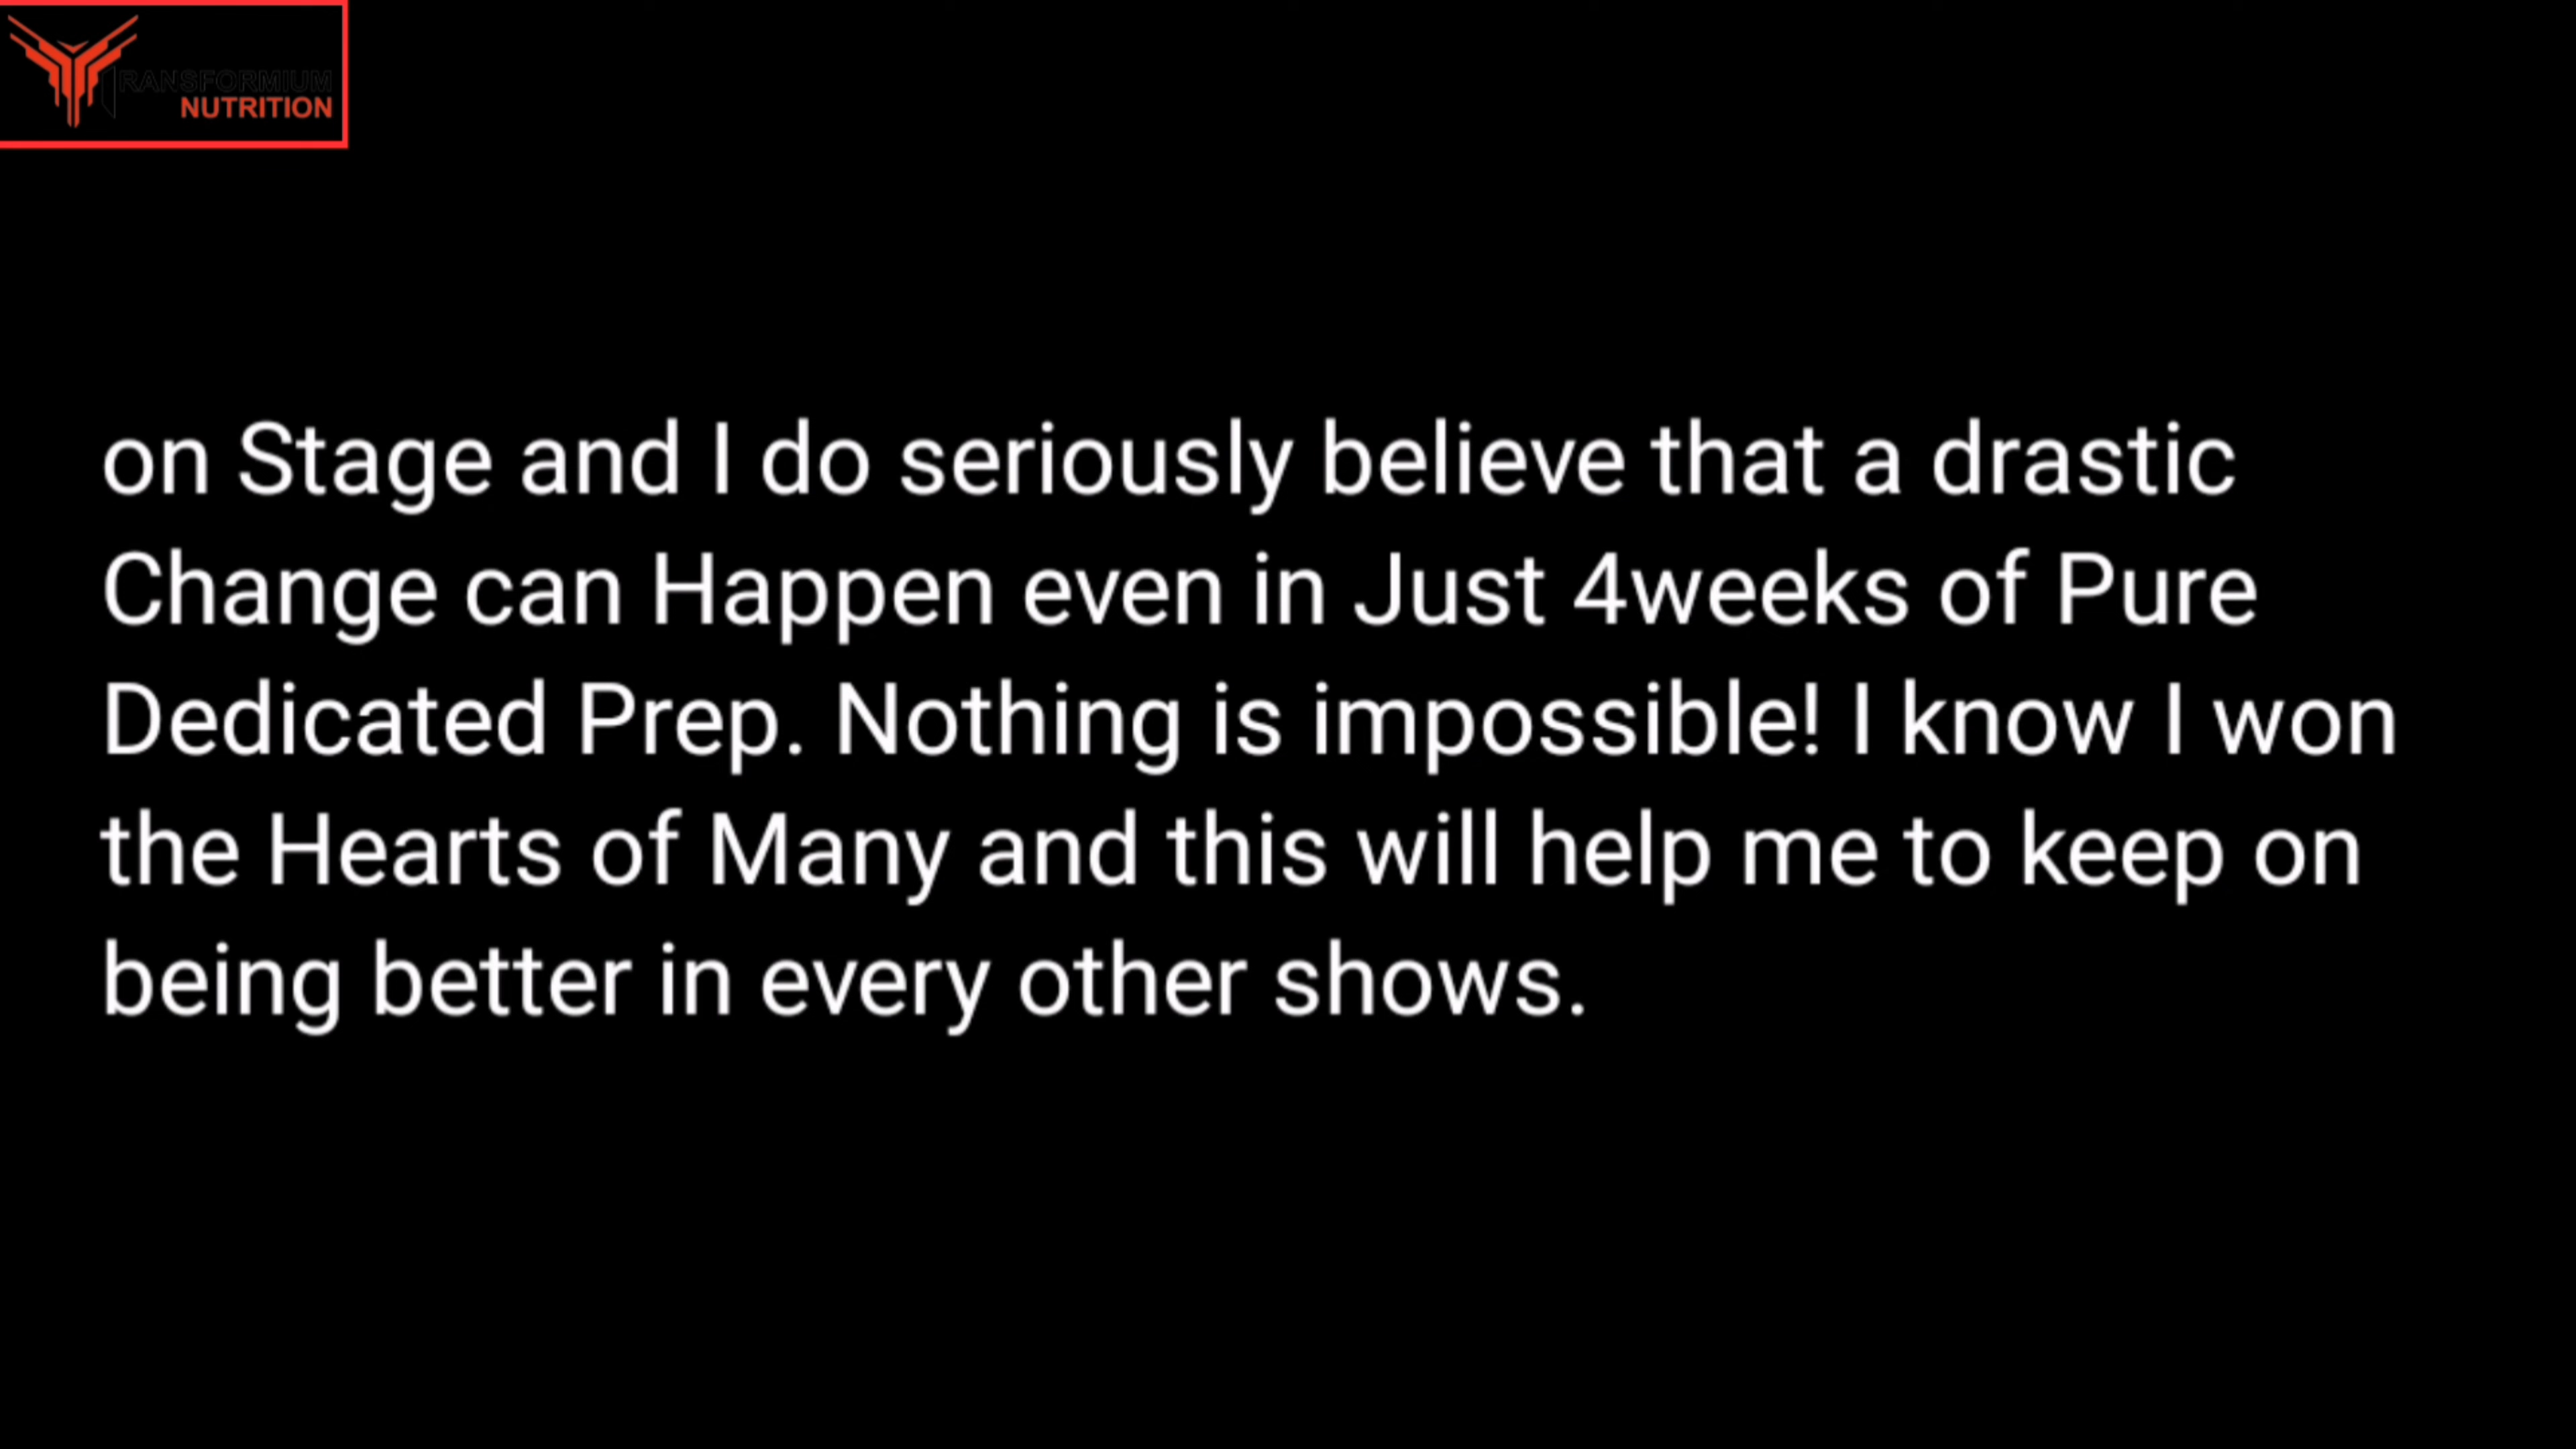 TRANSFORMIUM
NUTRITION
on Stage and I do seriously believe that a drastic
Change can Happen even in Just 4weeks of Pure
Dedicated Prep. Nothing is impossible! I know I won
the Hearts of Many and this will help me to keep on
being better in every other shows.